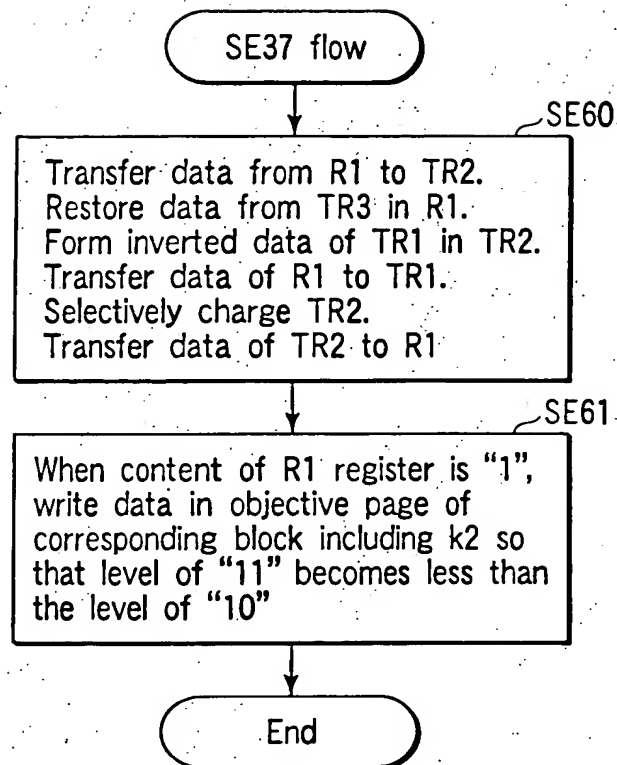 SE37 flow
SE60
Transfer data from R1 to TR2.
Restore data from TR3 in R1.
Form inverted data of TR1 in TR2.
Transfer data of R1 to TR1.
Selectively charge TR2.
Transfer data of TR2 to R1
SE61
When content of R1 register is “1”,
write data in objective page of
corresponding block including k2 so
that level of “11” becomes less than
the level of “10”
End